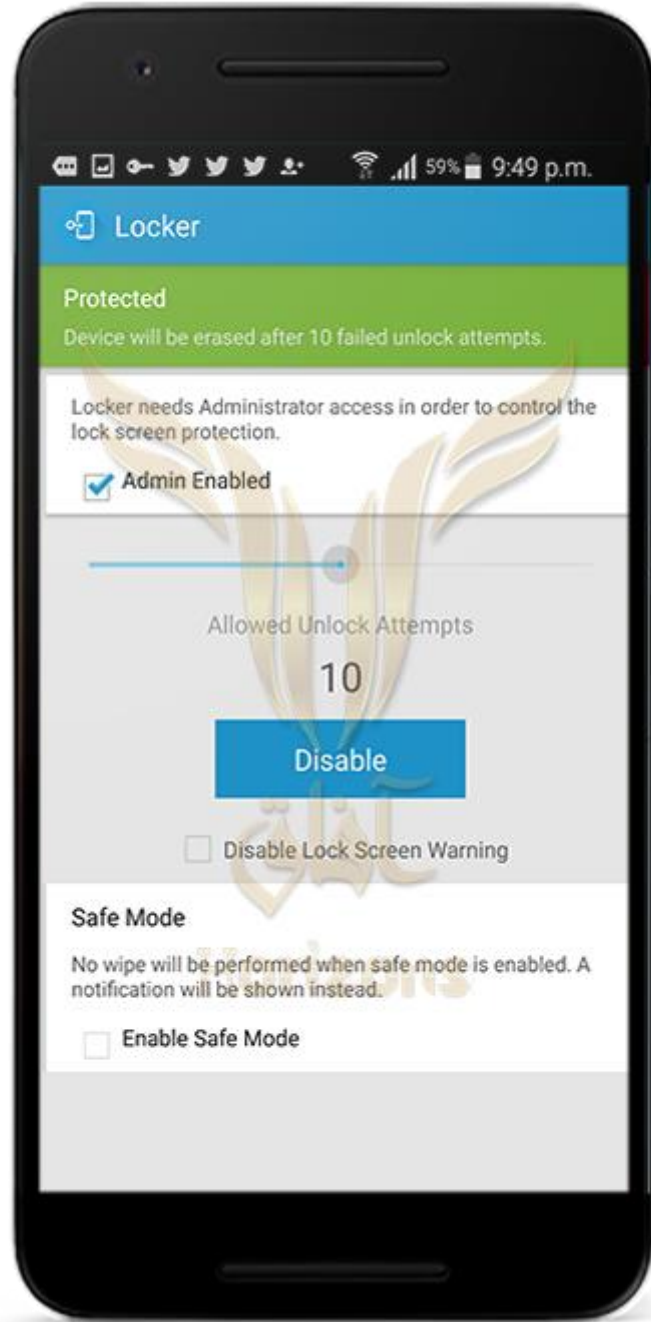 59% 9:49 p.m.
Locker
Protected
Device will be erased after 10 failed unlock attempts.
Locker needs Administrator access in order to control the
lock screen protection.
Admin Enabled
Allowed Unlock Attempts
10
Disable
آفاق
Disable Lock Screen Warning
Safe Mode
No wipe will be performed when safe mode is enabled. A
notification will be shown instead.
Enable Safe Mode